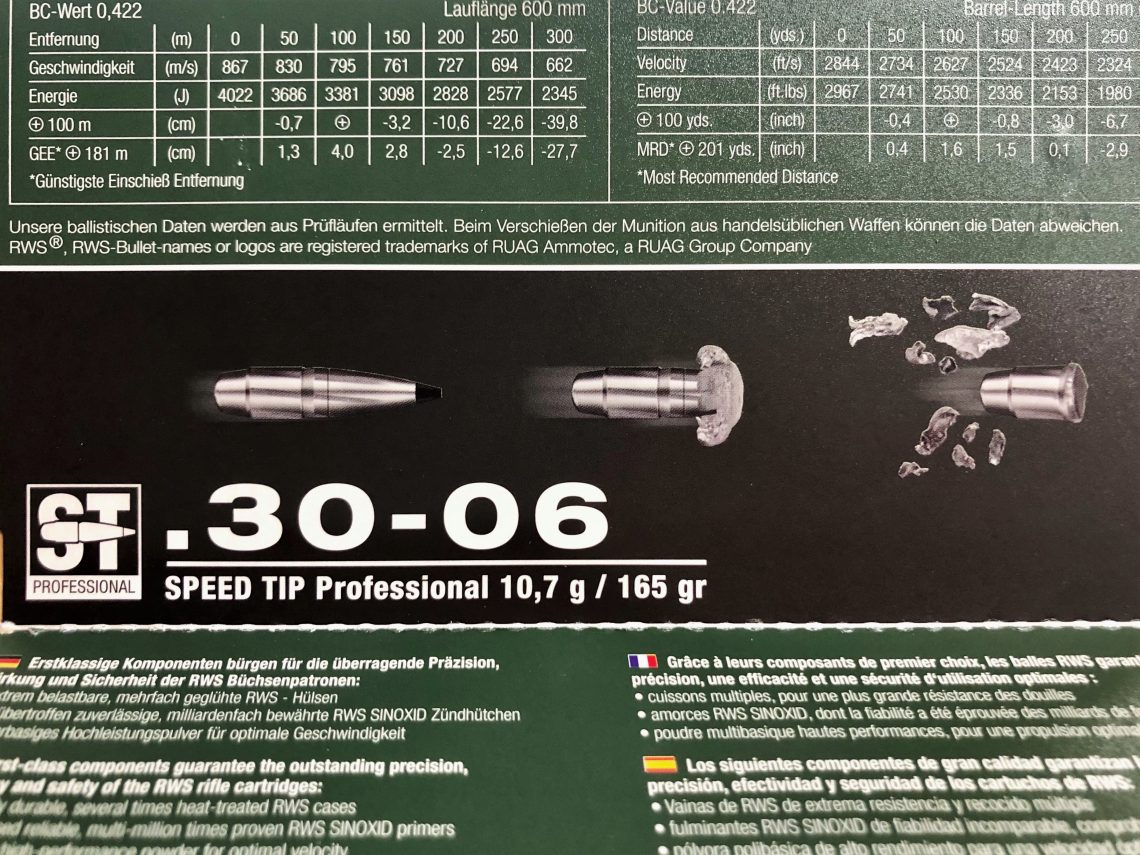 BC-Wert 0,422 Lauflänge 600 mm
Entfernung (m) 0 50 100 150 200 250 300
Geschwindigkeit (m/s) 867 830 795 761 727 694 662
Energie (J) 4022 3686 3381 3098 2828 2577 2345
⊕ 100 m (cm) -0,7 ⊕ -3,2 -10,6 -22,6 -39,8
GEE* ⊕ 181 m (cm) 1,3 4,0 2,8 -2,5 -12,6 -27,7
*Günstigste Einschieß Entfernung
BC-Value 0.422 Barrel-Length 600 mm
Distance (yds.) 0 50 100 150 200 250
Velocity (ft/s) 2844 2734 2627 2524 2423 2324
Energy (ft.lbs) 2967 2741 2530 2336 2153 1980
⊕ 100 yds. (inch) -0,4 ⊕ -0,8 -3,0 -6,7
MRD* ⊕ 201 yds. (inch) 0,4 1,6 1,5 0,1 -2,9
*Most Recommended Distance
Unsere ballistischen Daten werden aus Prüfläufen ermittelt. Beim Verschießen der Munition aus handelsüblichen Waffen können die Daten abweichen.
RWS®, RWS-Bullet-names or logos are registered trademarks of RUAG Ammotec, a RUAG Group Company
ST
PROFESSIONAL
.30-06
SPEED TIP Professional 10,7 g / 165 gr
Erstklassige Komponenten bürgen für die überragende Präzision,
und Sicherheit der RWS Büchsenpatronen:
belastbare, mehrfach geglühte RWS - Hülsen
zuverlässige, milliardenfach bewährte RWS SINOXID Zündhütchen
Hochleistungspulver für optimale Geschwindigkeit
components guarantee the outstanding precision,
and safety of the RWS rifle cartridges:
durable, several times heat-treated RWS cases
reliable, multi-million times proven RWS SINOXID primers
powder for optimal velocity
Grâce à leurs composants de premier choix, les balles RWS
précision, une efficacité et une sécurité d'utilisation optimales :
• cuissons multiples, pour une plus grande résistance des douilles
• amorces RWS SINOXID, dont la fiabilité a été éprouvée des milliards de
• poudre multibasique hautes performances, pour une propulsion
Los siguientes componentes de gran calidad garantizan
precisión, efectividad y seguridad de los cartuchos de RWS:
• Vainas de RWS de extrema resistencia y recocido múltiple
• fulminantes RWS SINOXID de fiabilidad incomparable,
• pólvora polibásica de alto rendimiento para una velocidad